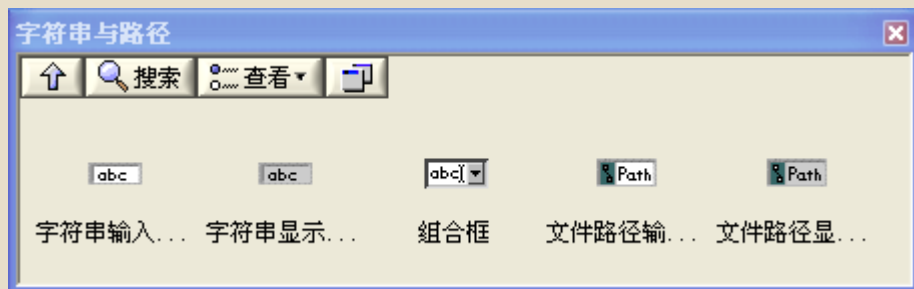 字符串与路径
搜索 查看
abc abc abc Path Path
字符串输入... 字符串显示... 组合框 文件路径输... 文件路径显...